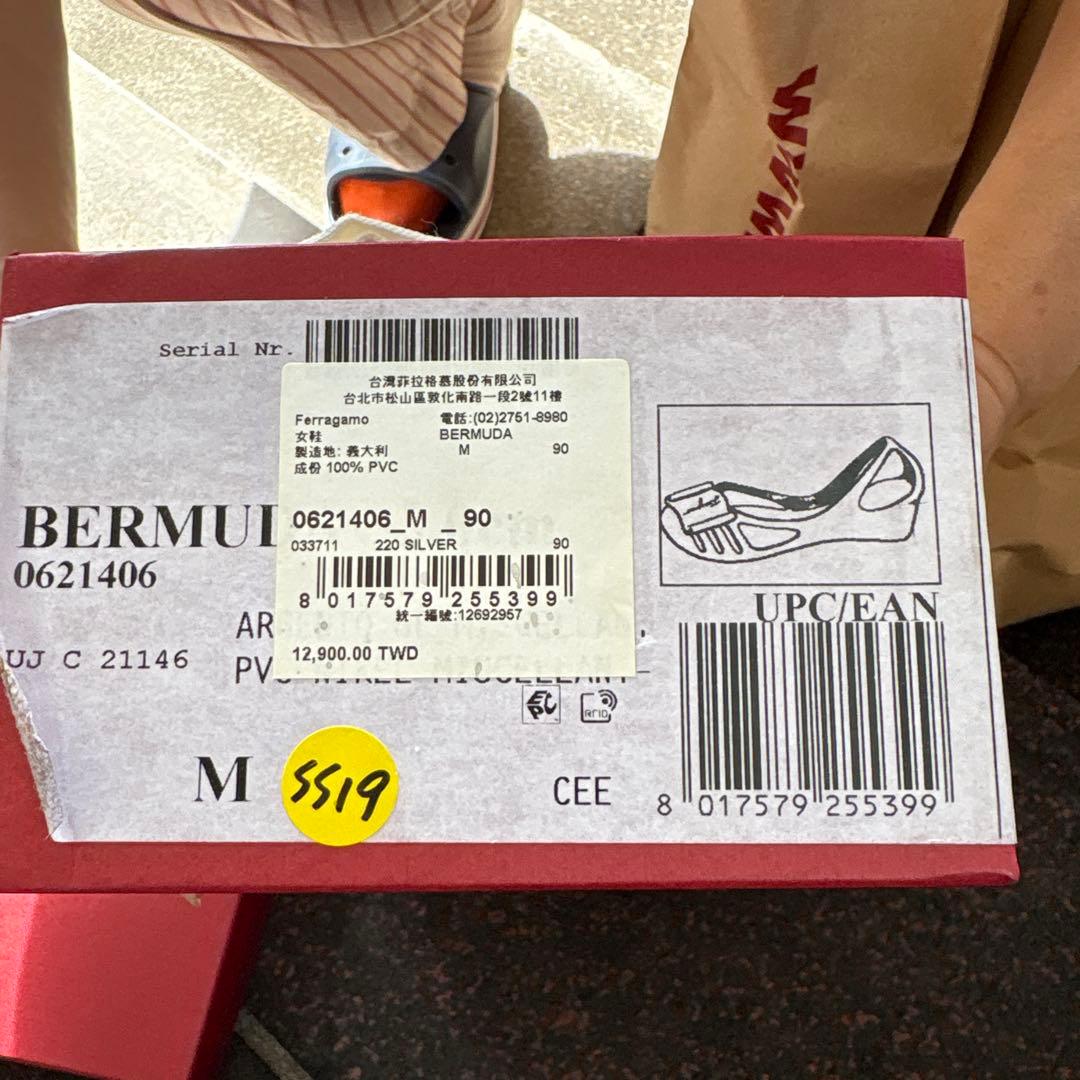 Serial Nr.
台灣菲拉格慕股份有限公司
台北市松山區敦化南路一段2號11樓
Ferragamo 電話:(02)2751-8980
女鞋 BERMUDA
製造地: 義大利 M 90
成份 100% PVC
BERMUD
0621406
0621406_M _ 90
033711 220 SILVER 90
8 017579 255399
統一編號:12692957
12,900.00 TWD
UPC/EAN
AR
UJ C 21146
EPC
RFID
M
SS19
CEE
8 017579 255399